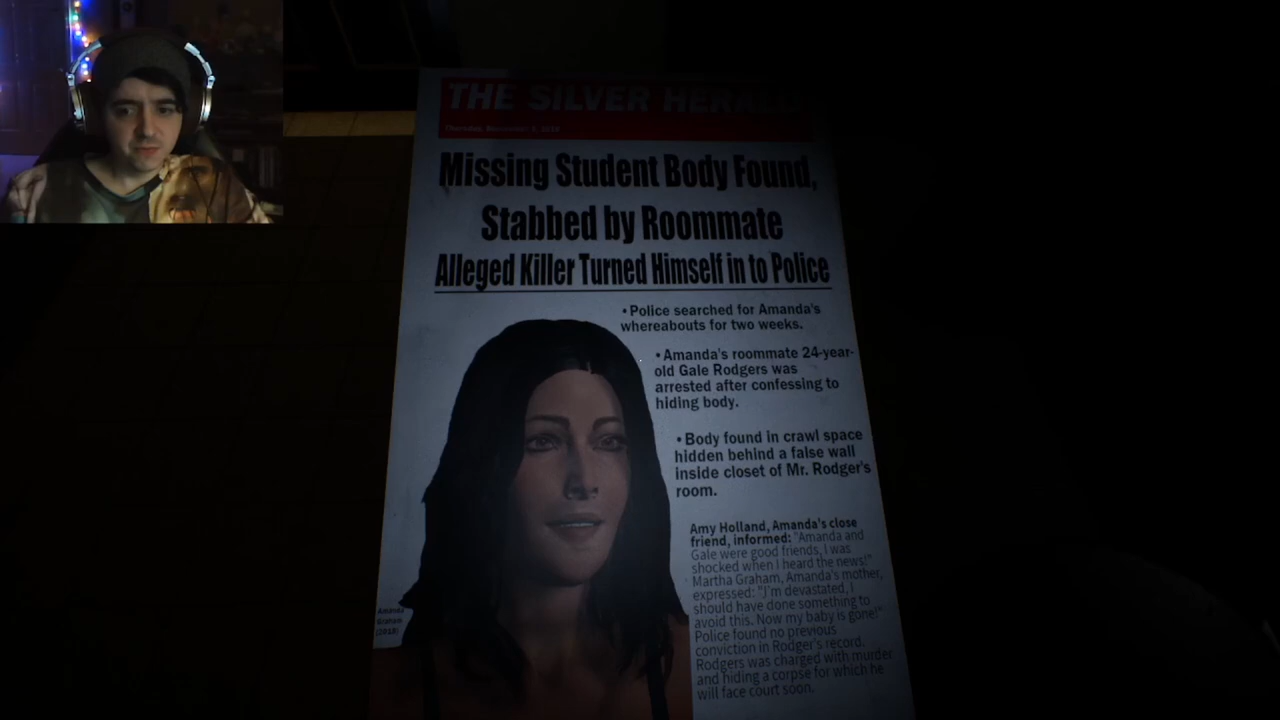 THE SILVER HERALD
Missing Student Body Found,
Stabbed by Roommate
Alleged Killer Turned Himself in to Police
•Police searched for Amanda's
whereabouts for two weeks.
•Amanda's roommate 24-year-
old Gale Rodgers was
arrested after confessing to
hiding body.
•Body found in crawl space
hidden behind a false wall
inside closet of Mr. Rodger's
room.
Amy Holland, Amanda's close
friend, informed: "Amanda and
Gale were good friends, I was
shocked when I heard the news!"
Martha Graham, Amanda's mother,
expressed: "I'm devastated, I
should have done something to
avoid this. Now my baby is gone!"
Police found no previous
conviction in Rodger's record.
Rodgers was charged with murder
and hiding a corpse for which he
will face court soon.
Amanda
Graham